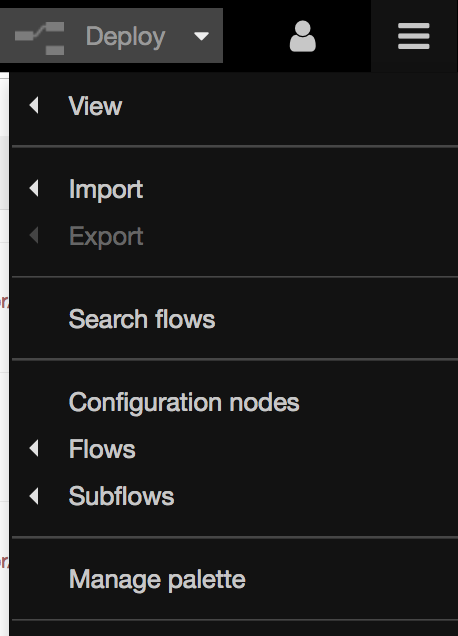 Deploy
View
Import
Export
Search flows
Configuration nodes
Flows
Subflows
Manage palette